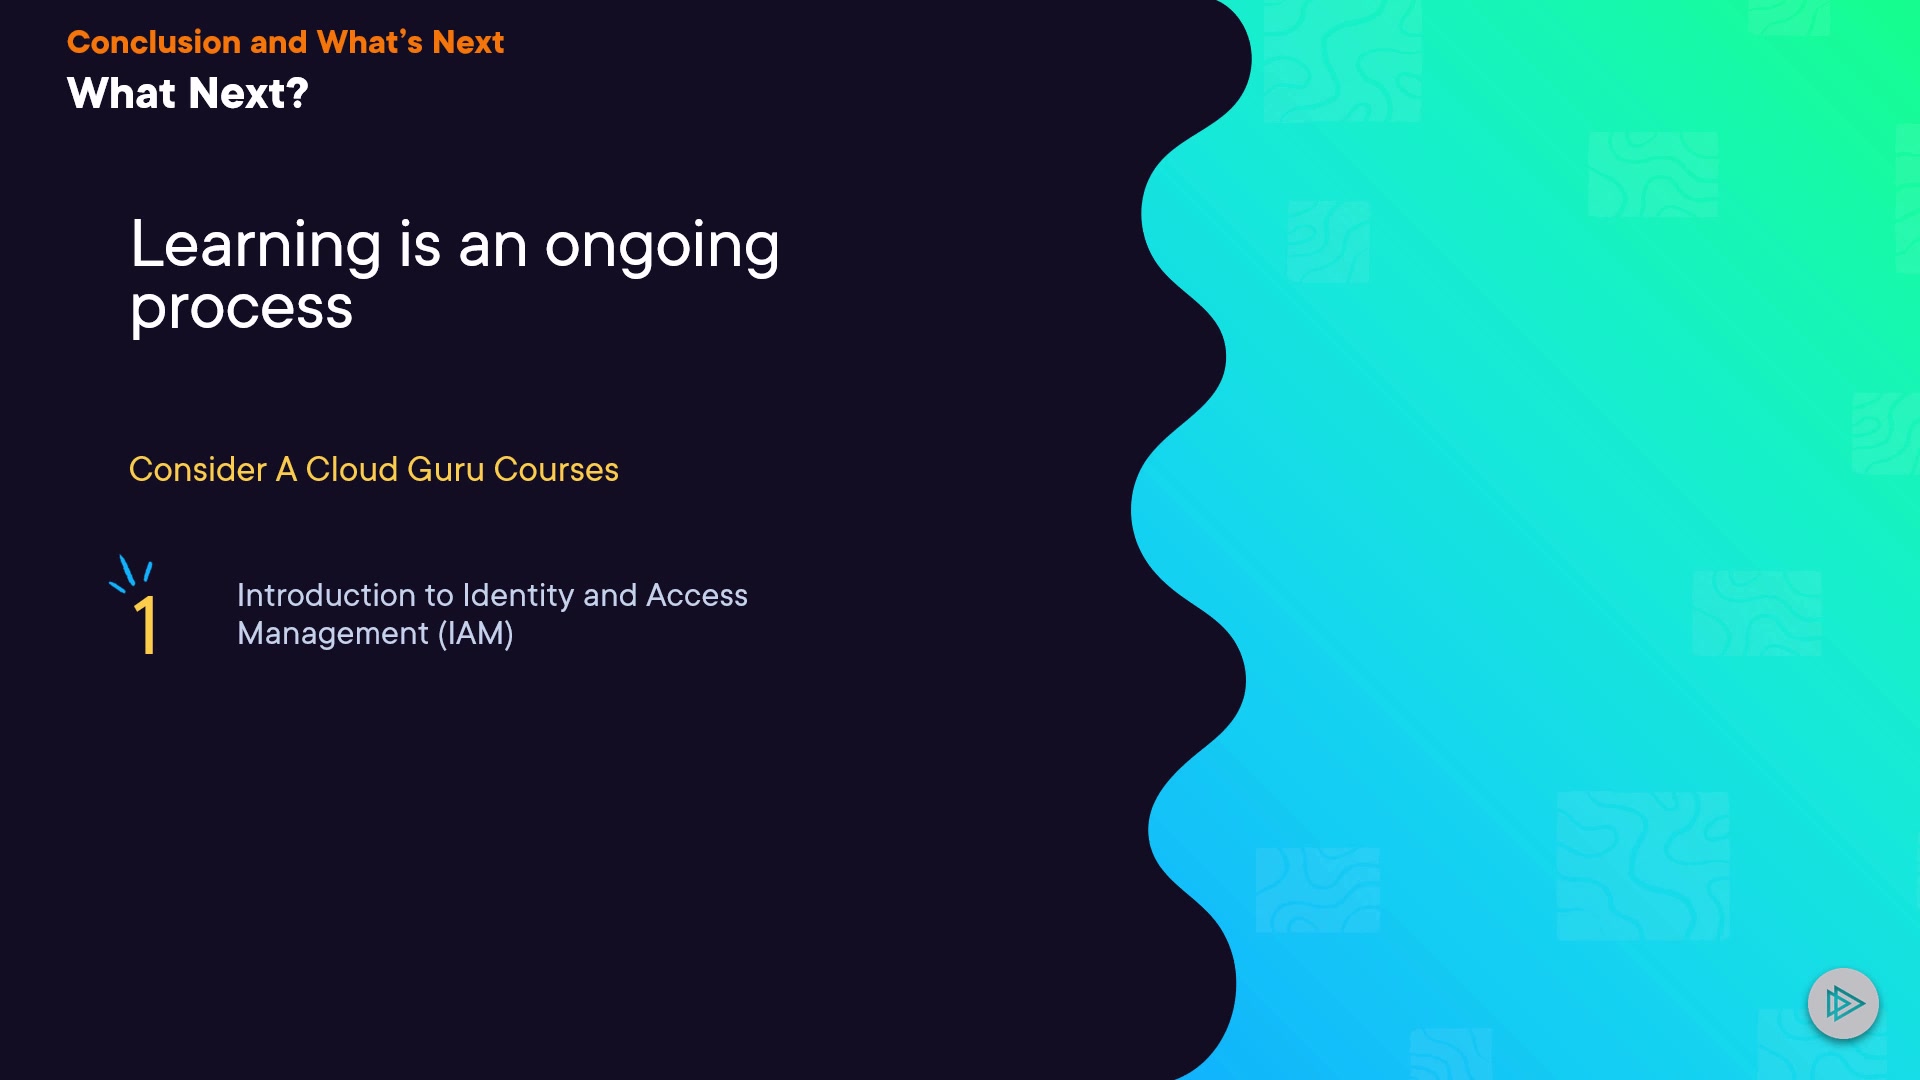 Conclusion and What’s Next
What Next?
Learning is an ongoing
process
Consider A Cloud Guru Courses
1
Introduction to Identity and Access
Management (IAM)